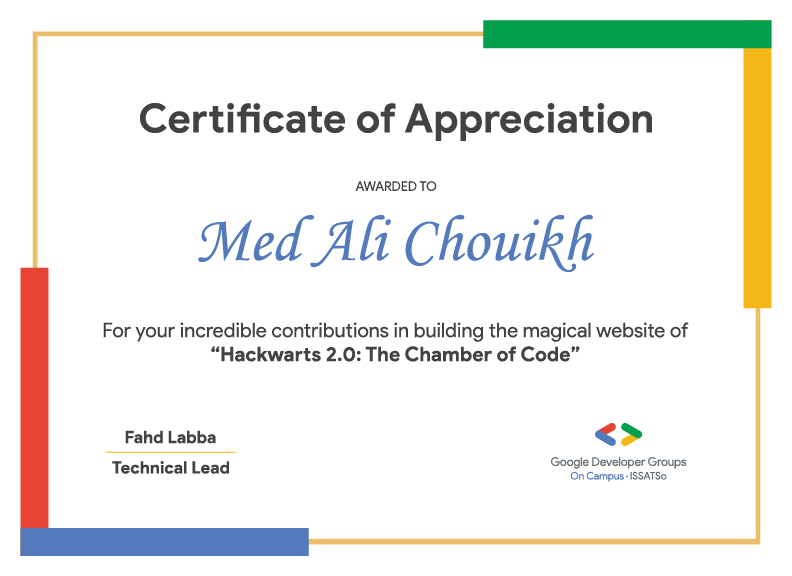 Certificate of Appreciation
AWARDED TO
Med Ali Chouikh
For your incredible contributions in building the magical website of
“Hackwarts 2.0: The Chamber of Code”
Fahd Labba
Technical Lead
Google Developer Groups
On Campus · ISSATSo